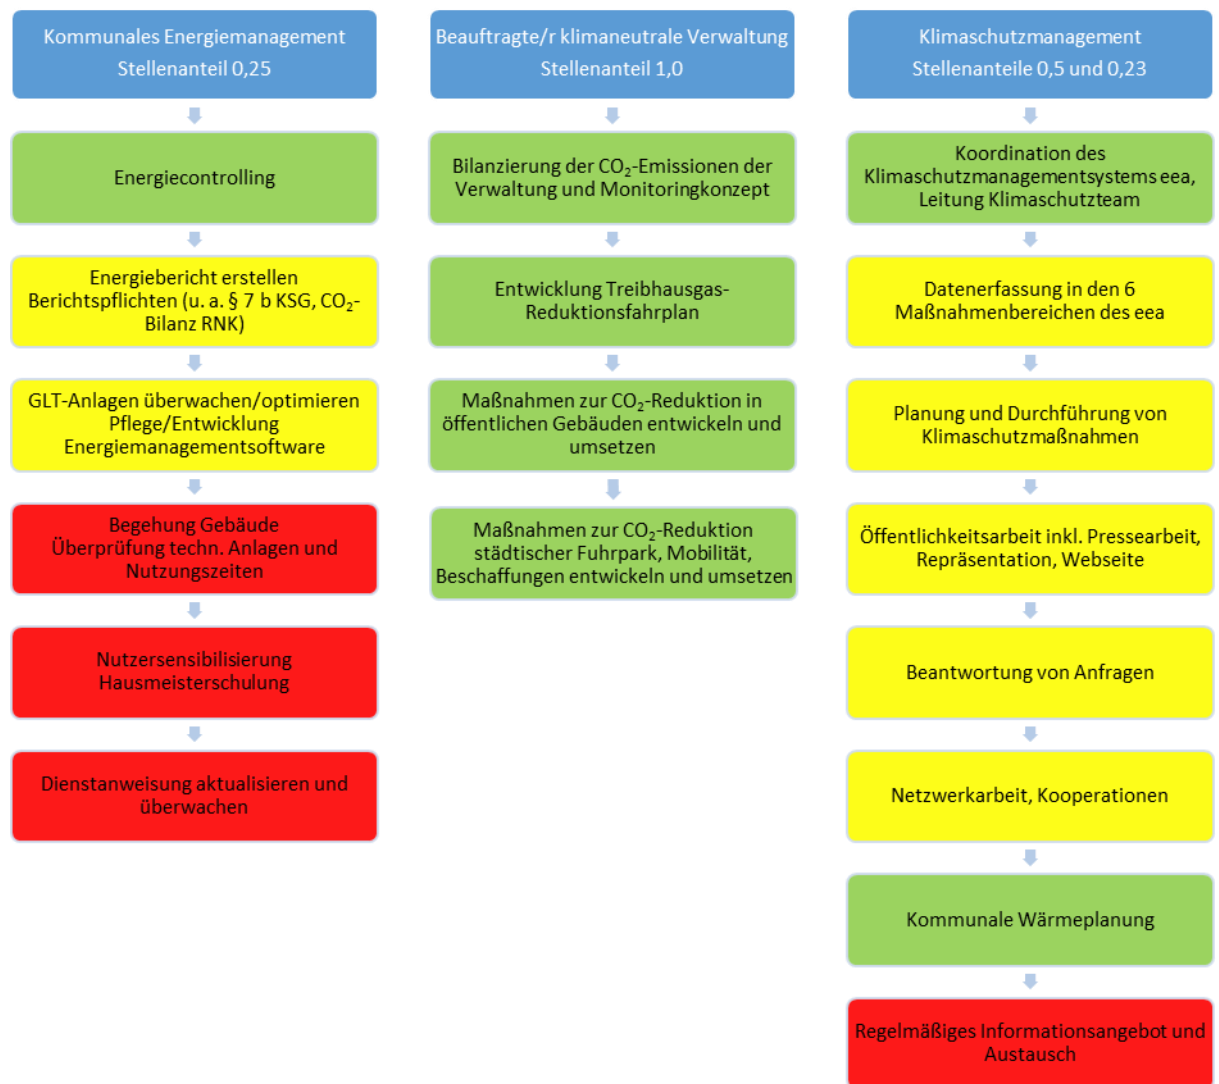 Kommunales Energiemanagement
Stellenanteil 0,25
Energiecontrolling
Energiebericht erstellen
Berichtspflichten (u. a. § 7 b KSG, CO₂-
Bilanz RNK)
GLT-Anlagen überwachen/optimieren
Pflege/Entwicklung
Energiemanagementsoftware
Begehung Gebäude
Überprüfung techn. Anlagen und
Nutzungszeiten
Nutzersensibilisierung
Hausmeisterschulung
Dienstanweisung aktualisieren und
überwachen
Beauftragte/r klimaneutrale Verwaltung
Stellenanteil 1,0
Bilanzierung der CO₂-Emissionen der
Verwaltung und Monitoringkonzept
Entwicklung Treibhausgas-
Reduktionsfahrplan
Maßnahmen zur CO₂-Reduktion in
öffentlichen Gebäuden entwickeln und
umsetzen
Maßnahmen zur CO₂-Reduktion
städtischer Fuhrpark, Mobilität,
Beschaffungen entwickeln und umsetzen
Klimaschutzmanagement
Stellenanteile 0,5 und 0,23
Koordination des
Klimaschutzmanagementsystems eea,
Leitung Klimaschutzteam
Datenerfassung in den 6
Maßnahmenbereichen des eea
Planung und Durchführung von
Klimaschutzmaßnahmen
Öffentlichkeitsarbeit inkl. Pressearbeit,
Repräsentation, Webseite
Beantwortung von Anfragen
Netzwerkarbeit, Kooperationen
Kommunale Wärmeplanung
Regelmäßiges Informationsangebot und
Austausch